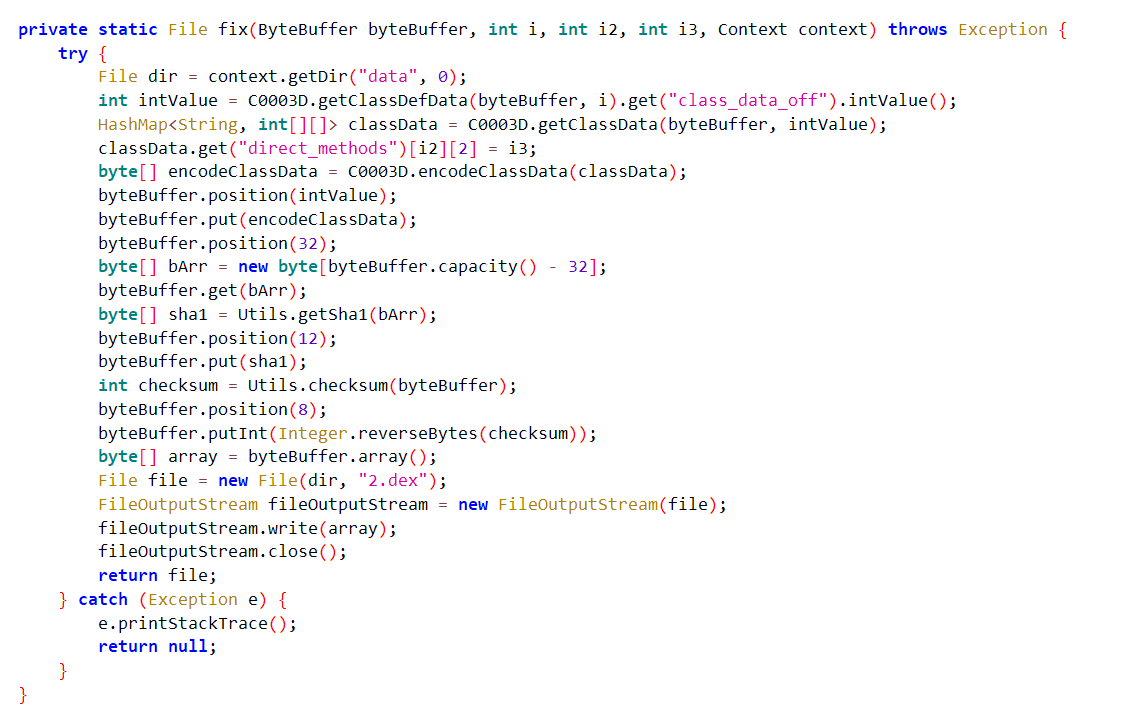 private static File fix(ByteBuffer byteBuffer, int i, int i2, int i3, Context context) throws Exception {
    try {
        File dir = context.getDir("data", 0);
        int intValue = C0003D.getClassDefData(byteBuffer, i).get("class_data_off").intValue();
        HashMap<String, int[][]> classData = C0003D.getClassData(byteBuffer, intValue);
        classData.get("direct_methods")[i2][2] = i3;
        byte[] encodeClassData = C0003D.encodeClassData(classData);
        byteBuffer.position(intValue);
        byteBuffer.put(encodeClassData);
        byteBuffer.position(32);
        byte[] bArr = new byte[byteBuffer.capacity() - 32];
        byteBuffer.get(bArr);
        byte[] sha1 = Utils.getSha1(bArr);
        byteBuffer.position(12);
        byteBuffer.put(sha1);
        int checksum = Utils.checksum(byteBuffer);
        byteBuffer.position(8);
        byteBuffer.putInt(Integer.reverseBytes(checksum));
        byte[] array = byteBuffer.array();
        File file = new File(dir, "2.dex");
        FileOutputStream fileOutputStream = new FileOutputStream(file);
        fileOutputStream.write(array);
        fileOutputStream.close();
        return file;
    } catch (Exception e) {
        e.printStackTrace();
        return null;
    }
}